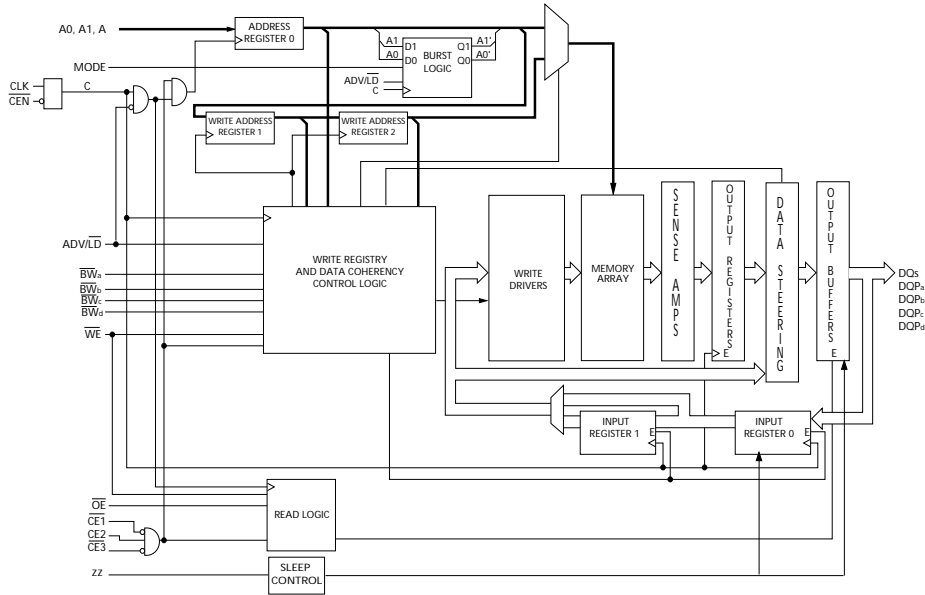 A0, A1, A
ADDRESS
REGISTER 0
A1
A0
D1
D0
BURST
LOGIC
Q1
Q0
A1'
A0'
MODE
ADV/LD
C
CLK
CEN
C
WRITE ADDRESS
REGISTER 1
WRITE ADDRESS
REGISTER 2
ADV/LD
BWa
BWb
BWc
BWd
WE
WRITE REGISTRY
AND DATA COHERENCY
CONTROL LOGIC
WRITE
DRIVERS
MEMORY
ARRAY
SENSE AMPS
OUTPUT REGISTERS
E
DATA STEERING
OUTPUT BUFFERS
E
DQs
DQPa
DQPb
DQPc
DQPd
INPUT
REGISTER 1
E
INPUT
REGISTER 0
E
OE
CE1
CE2
CE3
READ LOGIC
ZZ
SLEEP
CONTROL